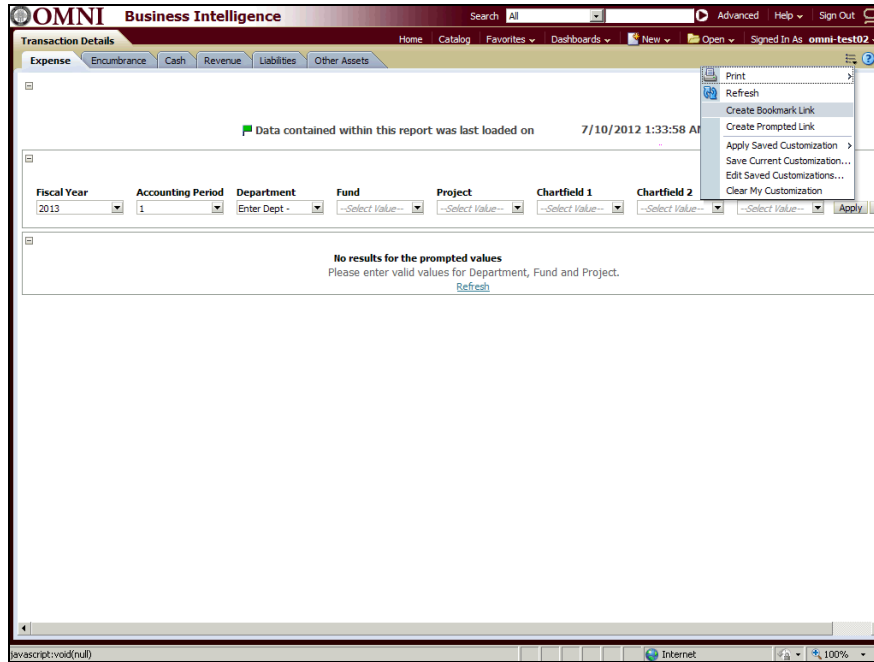 OMNI Business Intelligence Search All Advanced Help Sign Out
Transaction Details Home Catalog Favorites Dashboards New Open Signed In As omni-test02
Expense Encumbrance Cash Revenue Liabilities Other Assets
Print
Refresh
Create Bookmark Link
Create Prompted Link
Apply Saved Customization
Save Current Customization...
Edit Saved Customizations...
Clear My Customization
Data contained within this report was last loaded on 7/10/2012 1:33:58 AM
Fiscal Year Accounting Period Department Fund Project Chartfield 1 Chartfield 2
2013 1 Enter Dept - --Select Value-- --Select Value-- --Select Value-- --Select Value-- --Select Value-- Apply
No results for the prompted values
Please enter valid values for Department, Fund and Project.
Refresh
javascript:void(null) Internet 100%